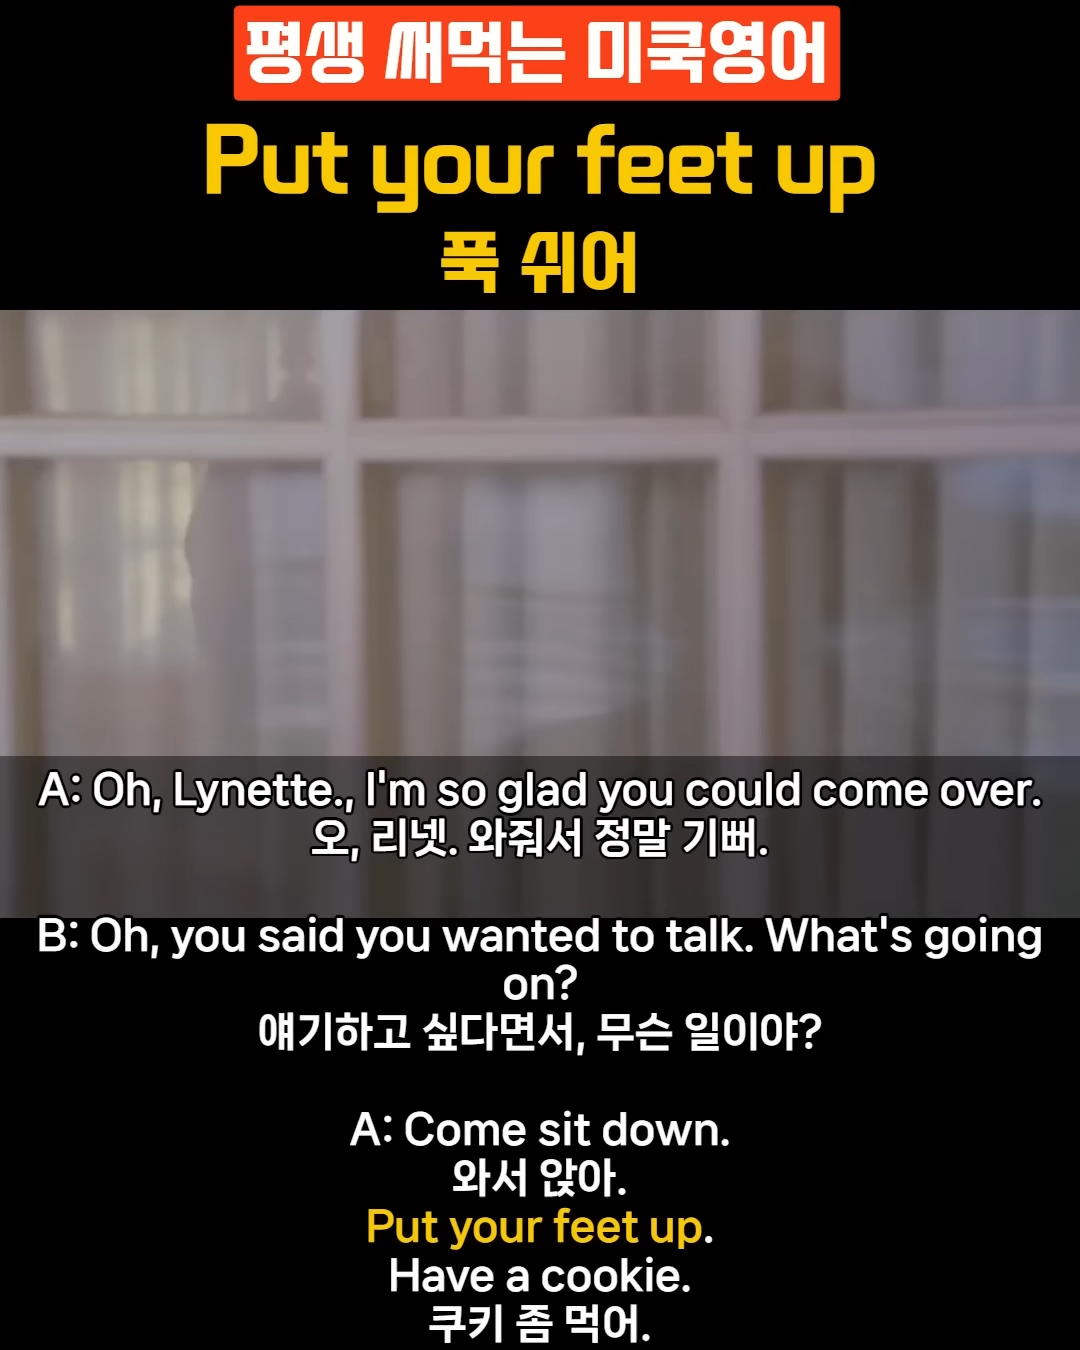 평생 써먹는 미쿡영어
Put your feet up
푹 쉬어
A: Oh, Lynette., I'm so glad you could come over.
오, 리넷. 와줘서 정말 기뻐.
B: Oh, you said you wanted to talk. What's going
on?
얘기하고 싶다면서, 무슨 일이야?
A: Come sit down.
와서 앉아.
Put your feet up.
Have a cookie.
쿠키 좀 먹어.